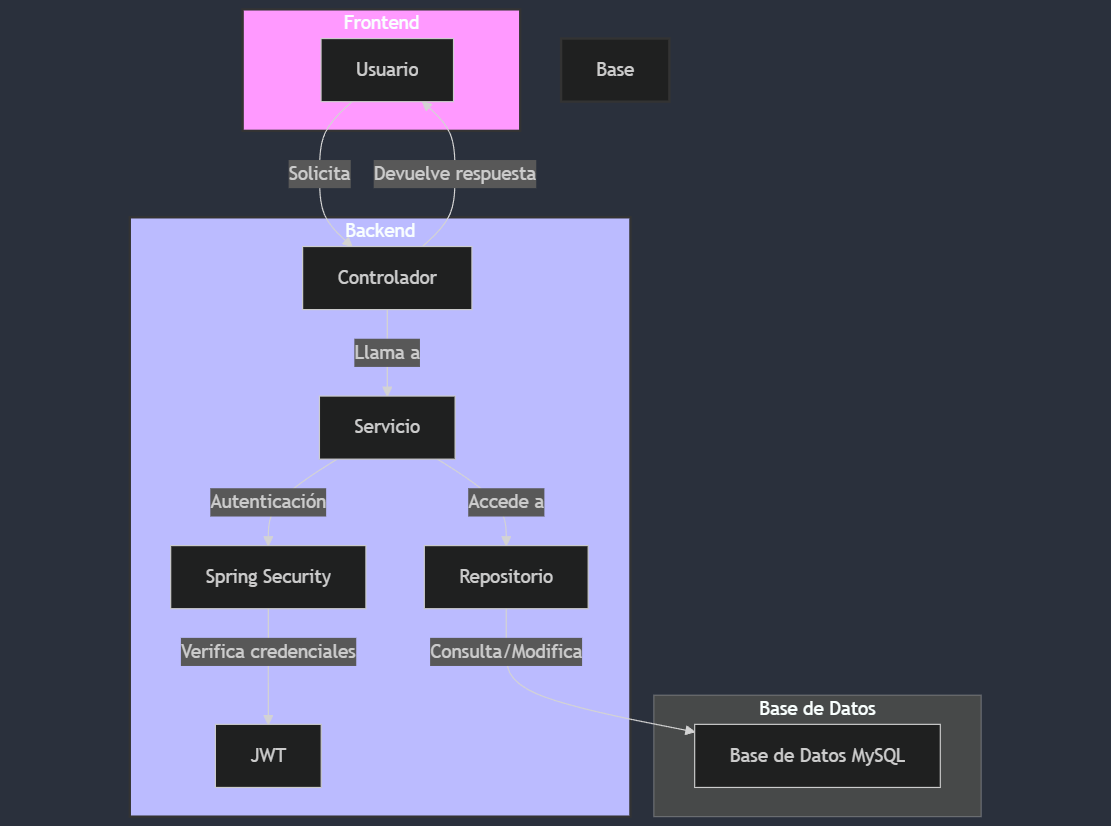 Frontend
Usuario
Base
Solicita
Devuelve respuesta
Backend
Controlador
Llama a
Servicio
Autenticación
Accede a
Spring Security
Repositorio
Verifica credenciales
Consulta/Modifica
Base de Datos
JWT
Base de Datos MySQL